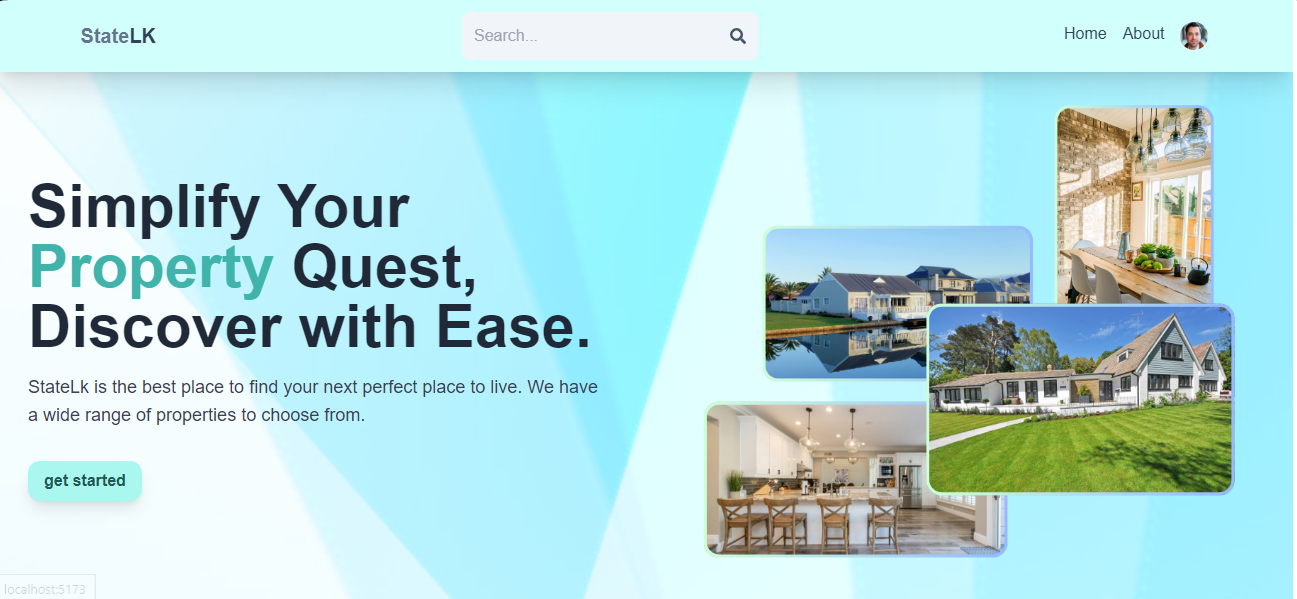 StateLK
Search...
Home
About
Simplify Your
Property Quest,
Discover with Ease.
StateLk is the best place to find your next perfect place to live. We have
a wide range of properties to choose from.
get started
localhost:5173